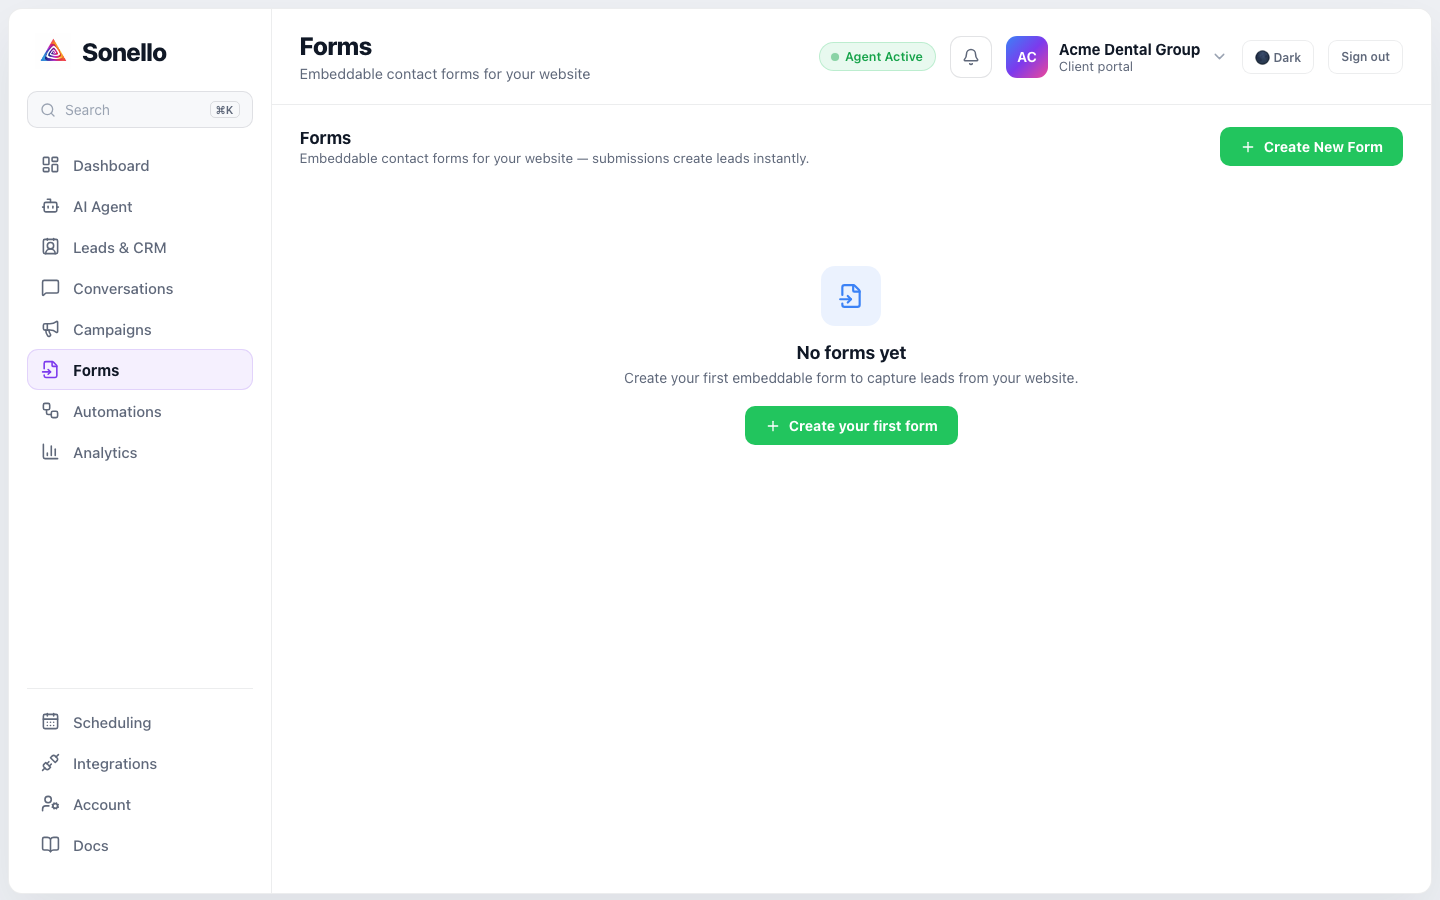 Sonello
Search
⌘K
Dashboard
AI Agent
Leads & CRM
Conversations
Campaigns
Forms
Automations
Analytics
Scheduling
Integrations
Account
Docs
Forms
Embeddable contact forms for your website
Agent Active
AC
Acme Dental Group
Client portal
Dark
Sign out
Forms
Embeddable contact forms for your website — submissions create leads instantly.
Create New Form
No forms yet
Create your first embeddable form to capture leads from your website.
Create your first form